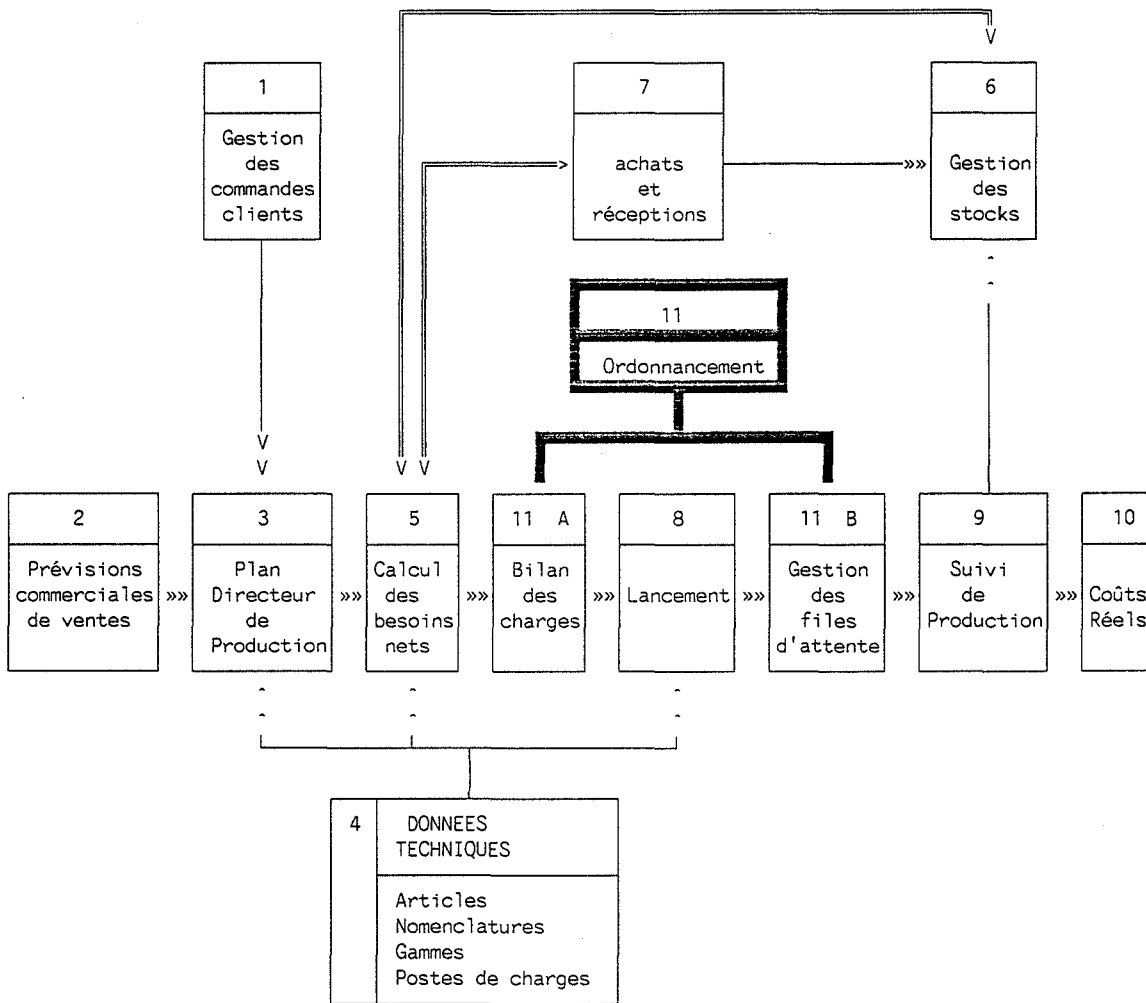 1
Gestion
des
commandes
clients
7
achats
et
réceptions
6
Gestion
des
stocks
11
Ordonnancement
2
Prévisions
commerciales
de ventes
3
Plan
Directeur
de
Production
5
Calcul
des
besoins
nets
11 A
Bilan
des
charges
8
Lancement
11 B
Gestion
des
files
d'attente
9
Suivi
de
Production
10
Coûts
Réels
4
DONNEES
TECHNIQUES
Articles
Nomenclatures
Gammes
Postes de charges